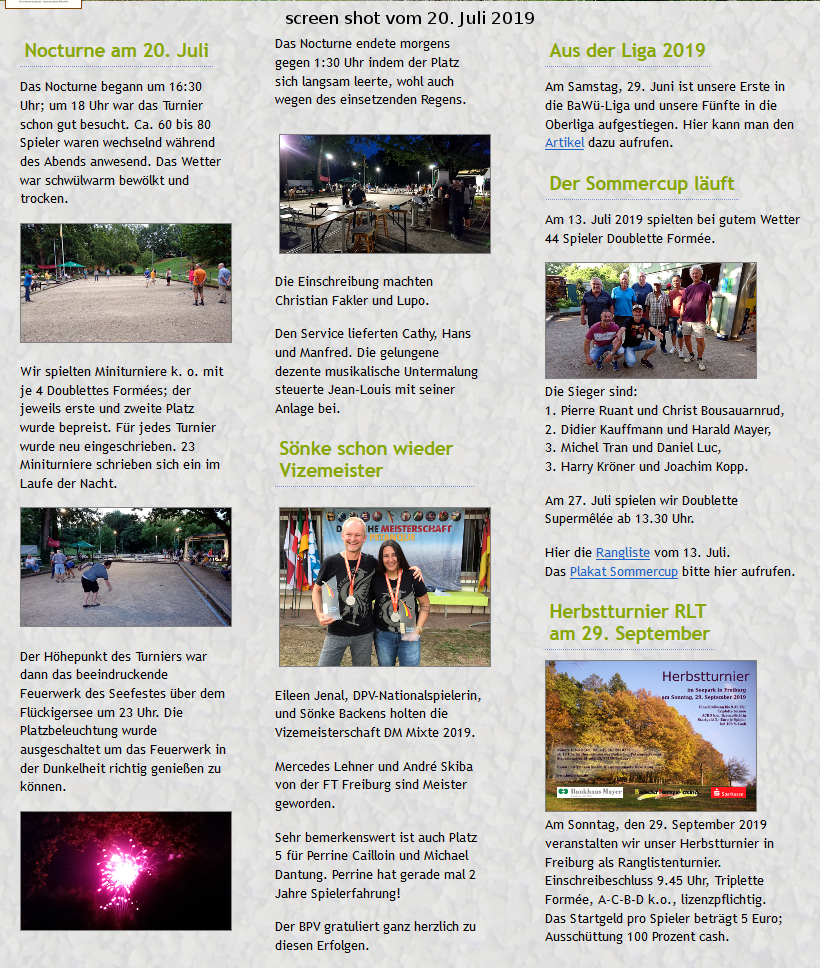 screen shot vom 20. Juli 2019
Nocturne am 20. Juli
Das Nocturne begann um 16:30
Uhr; um 18 Uhr war das Turnier
schon gut besucht. Ca. 60 bis 80
Spieler waren wechselnd während
des Abends anwesend. Das Wetter
war schwülwarm bewölkt und
trocken.
Wir spielten Miniturniere k. o. mit
je 4 Doublettes Formées; der
jeweils erste und zweite Platz
wurde bepreist. Für jedes Turnier
wurde neu eingeschrieben. 23
Miniturniere schrieben sich ein im
Laufe der Nacht.
Der Höhepunkt des Turniers war
dann das beeindruckende
Feuerwerk des Seefestes über dem
Flückigersee um 23 Uhr. Die
Platzbeleuchtung wurde
ausgeschaltet um das Feuerwerk in
der Dunkelheit richtig genießen zu
können.
Das Nocturne endete morgens
gegen 1:30 Uhr indem der Platz
sich langsam leerte, wohl auch
wegen des einsetzenden Regens.
Die Einschreibung machten
Christian Fakler und Lupo.
Den Service lieferten Cathy, Hans
und Manfred. Die gelungene
dezente musikalische Untermalung
steuerte Jean-Louis mit seiner
Anlage bei.
Sönke schon wieder
Vizemeister
MEISTERSCHAFT
Eileen Jenal, DPV-Nationalspielerin,
und Sönke Backens holten die
Vizemeisterschaft DM Mixte 2019.
Mercedes Lehner und André Skiba
von der FT Freiburg sind Meister
geworden.
Sehr bemerkenswert ist auch Platz
5 für Perrine Cailloin und Michael
Dantung. Perrine hat gerade mal 2
Jahre Spielerfahrung!
Der BPV gratuliert ganz herzlich zu
diesen Erfolgen.
Aus der Liga 2019
Am Samstag, 29. Juni ist unsere Erste in
die BaWü-Liga und unsere Fünfte in die
Oberliga aufgestiegen. Hier kann man den
Artikel dazu aufrufen.
Der Sommercup läuft
Am 13. Juli 2019 spielten bei gutem Wetter
44 Spieler Doublette Formée.
Die Sieger sind:
1. Pierre Ruant und Christ Bousauarnrud,
2. Didier Kauffmann und Harald Mayer,
3. Michel Tran und Daniel Luc,
3. Harry Kröner und Joachim Kopp.
Am 27. Juli spielen wir Doublette
Supermêlée ab 13.30 Uhr.
Hier die Rangliste vom 13. Juli.
Das Plakat Sommercup bitte hier aufrufen.
Herbstturnier RLT
am 29. September
Herbstturnier
im Seepark in Freiburg
am Sonntag, 29. September 2019
Bankhaus Mayer
Sparkasse
Am Sonntag, den 29. September 2019
veranstalten wir unser Herbstturnier in
Freiburg als Ranglistenturnier.
Einschreibeschluss 9.45 Uhr, Triplette
Formée, A-C-B-D k.o., lizenzpflichtig.
Das Startgeld pro Spieler beträgt 5 Euro;
Ausschüttung 100 Prozent cash.